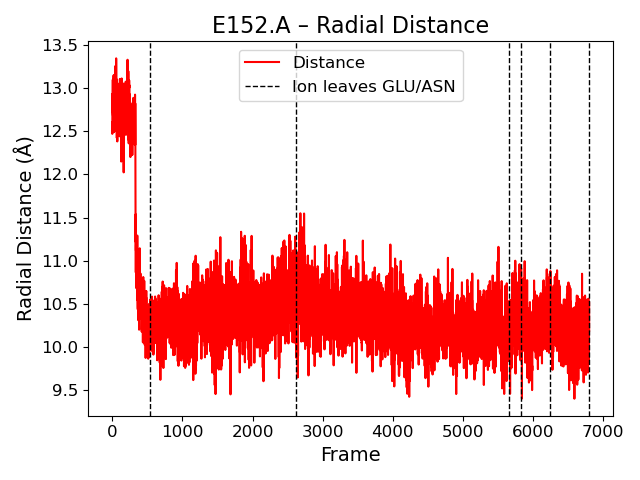 E152.A – Radial Distance
Distance
Ion leaves GLU/ASN
Radial Distance (Å)
13.5
13.0
12.5
12.0
11.5
11.0
10.5
10.0
9.5
0 1000 2000 3000 4000 5000 6000 7000
Frame